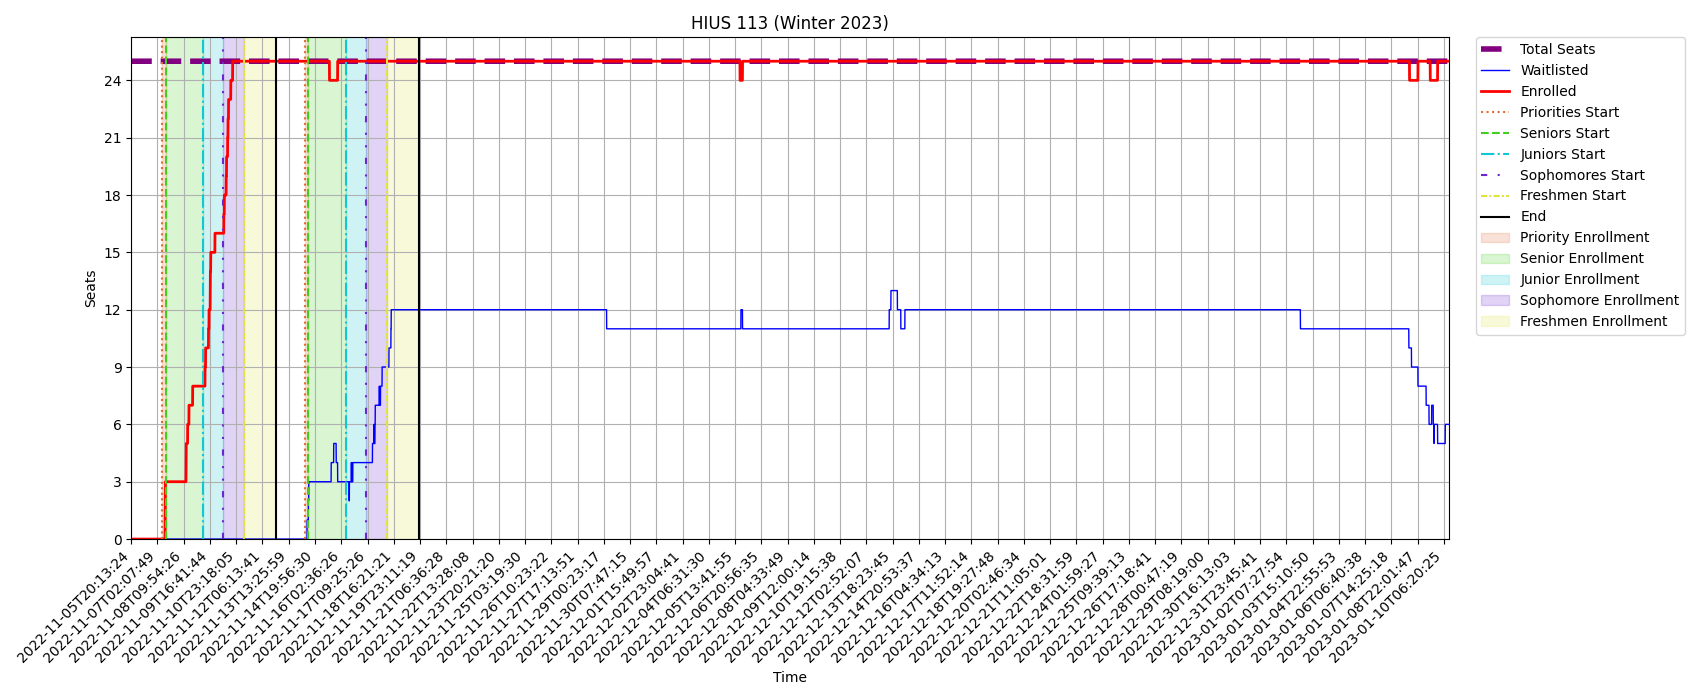 HIUS 113 (Winter 2023)
Total Seats
Waitlisted
Enrolled
Priorities Start
Seniors Start
Juniors Start
Sophomores Start
Freshmen Start
End
Priority Enrollment
Senior Enrollment
Junior Enrollment
Sophomore Enrollment
Freshmen Enrollment
Seats
24
21
18
15
12
9
6
3
0
2022-11-05T20:13:24
2022-11-07T02:07:49
2022-11-08T09:54:26
2022-11-09T16:41:44
2022-11-10T23:18:05
2022-11-12T06:13:41
2022-11-13T13:25:59
2022-11-14T19:56:30
2022-11-16T02:36:26
2022-11-17T09:25:26
2022-11-18T16:21:21
2022-11-19T23:11:19
2022-11-21T06:36:28
2022-11-22T13:28:08
2022-11-23T20:21:20
2022-11-25T03:19:30
2022-11-26T10:23:22
2022-11-27T17:13:51
2022-11-29T00:23:17
2022-11-30T07:47:15
2022-12-01T15:49:57
2022-12-02T23:04:41
2022-12-04T06:31:30
2022-12-05T13:41:55
2022-12-06T20:56:35
2022-12-08T04:33:49
2022-12-09T12:00:14
2022-12-10T19:15:38
2022-12-12T02:52:07
2022-12-13T18:23:45
2022-12-14T20:53:37
2022-12-16T04:34:13
2022-12-17T11:52:14
2022-12-18T19:27:48
2022-12-20T02:46:34
2022-12-21T11:05:01
2022-12-22T18:31:59
2022-12-24T01:59:27
2022-12-25T09:39:13
2022-12-26T17:18:41
2022-12-28T00:47:19
2022-12-29T08:19:00
2022-12-30T16:13:03
2022-12-31T23:45:41
2023-01-02T07:27:54
2023-01-03T15:10:50
2023-01-04T22:55:53
2023-01-06T06:40:38
2023-01-07T14:25:18
2023-01-08T22:01:47
2023-01-10T06:20:25
Time